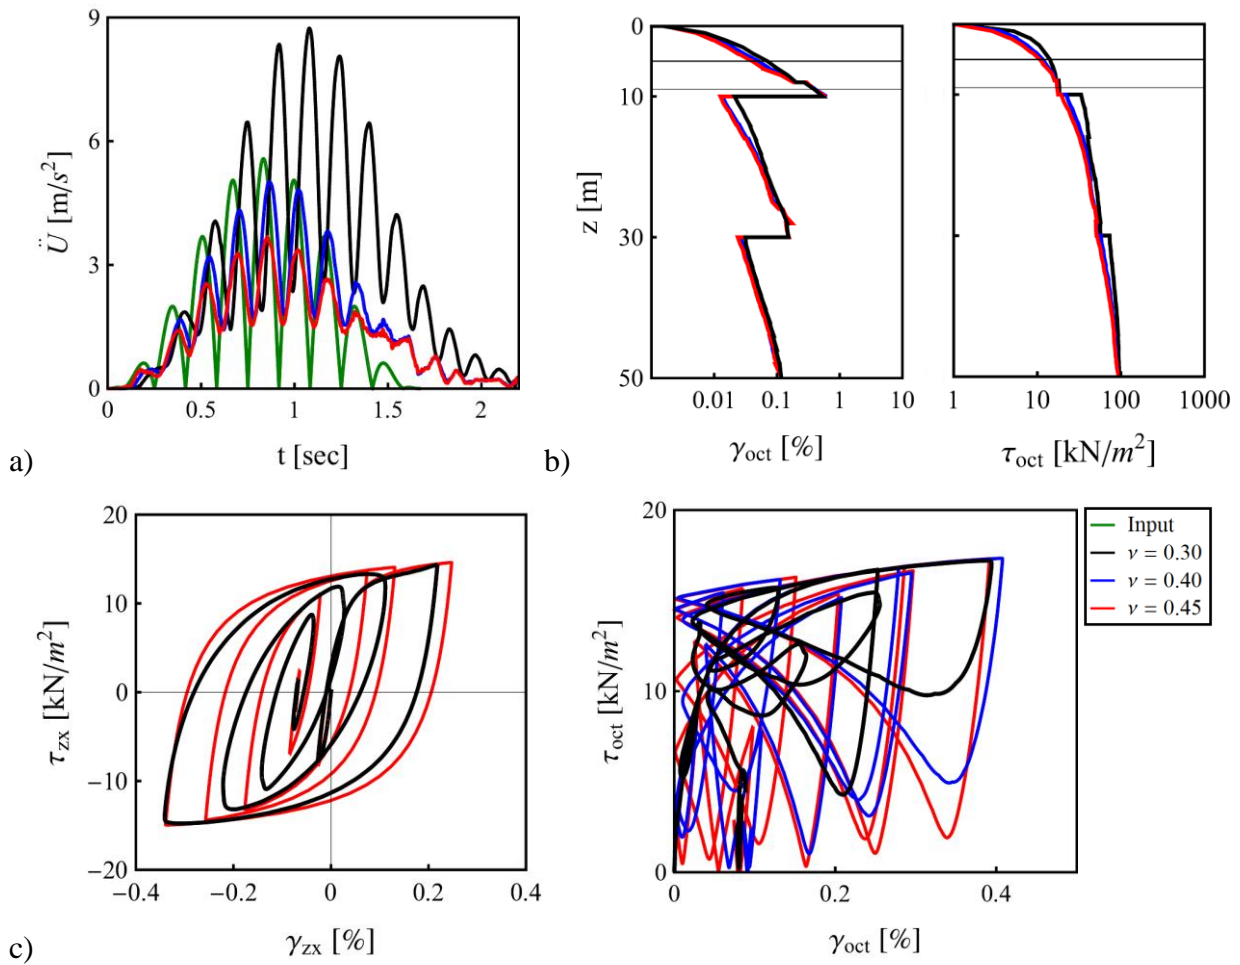 9
6
3
0
Ü [m/s²]
0 0.5 1 1.5 2
t [sec]
a)
0
10
30
50
z [m]
0.01 0.1 1 10
γoct [%]
b)
1 10 100 1000
τoct [kN/m²]
20
10
0
−10
−20
τzx [kN/m²]
−0.4 −0.2 0 0.2 0.4
γzx [%]
c)
20
10
0
τoct [kN/m²]
0 0.2 0.4
γoct [%]
Input
ν = 0.30
ν = 0.40
ν = 0.45